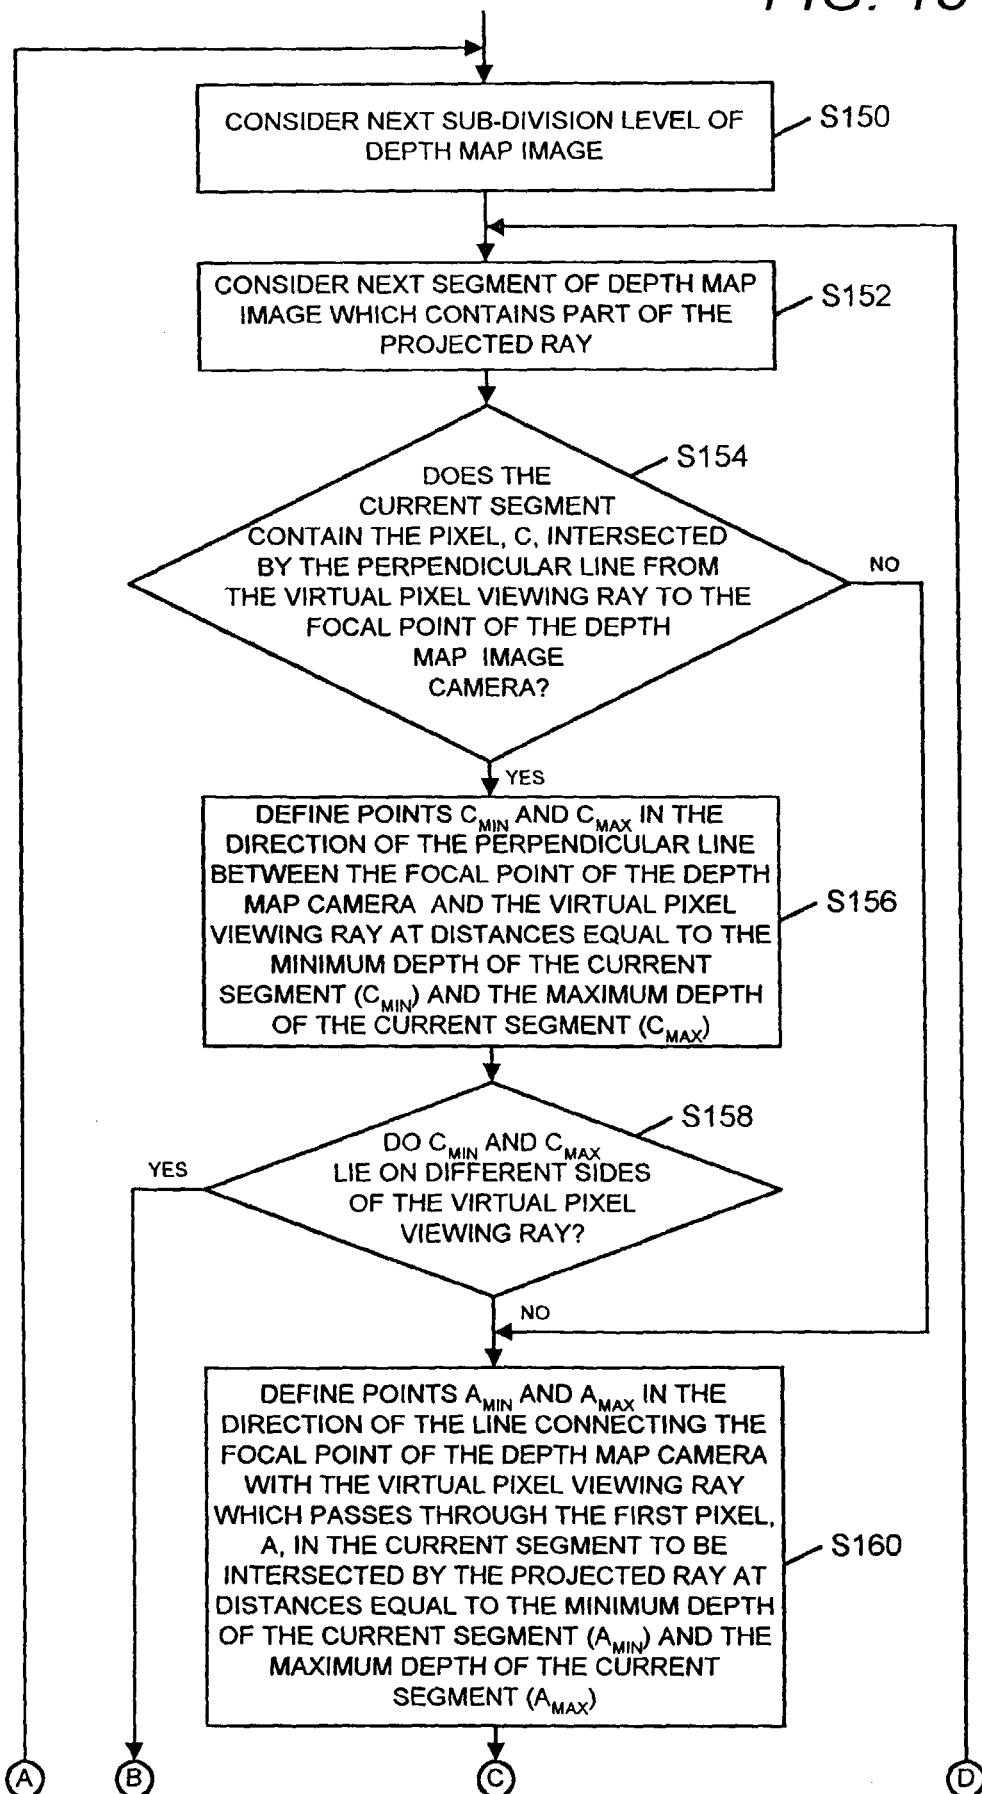 CONSIDER NEXT SUB-DIVISION LEVEL OF
DEPTH MAP IMAGE
S150
CONSIDER NEXT SEGMENT OF DEPTH MAP
IMAGE WHICH CONTAINS PART OF THE
PROJECTED RAY
S152
S154
DOES THE
CURRENT SEGMENT
CONTAIN THE PIXEL, C, INTERSECTED
BY THE PERPENDICULAR LINE FROM
THE VIRTUAL PIXEL VIEWING RAY TO THE
FOCAL POINT OF THE DEPTH
MAP IMAGE
CAMERA?
NO
YES
DEFINE POINTS C_MIN AND C_MAX IN THE
DIRECTION OF THE PERPENDICULAR LINE
BETWEEN THE FOCAL POINT OF THE DEPTH
MAP CAMERA AND THE VIRTUAL PIXEL
VIEWING RAY AT DISTANCES EQUAL TO THE
MINIMUM DEPTH OF THE CURRENT
SEGMENT (C_MIN) AND THE MAXIMUM DEPTH
OF THE CURRENT SEGMENT (C_MAX)
S156
S158
DO C_MIN AND C_MAX
LIE ON DIFFERENT SIDES
OF THE VIRTUAL PIXEL
VIEWING RAY?
YES
NO
DEFINE POINTS A_MIN AND A_MAX IN THE
DIRECTION OF THE LINE CONNECTING THE
FOCAL POINT OF THE DEPTH MAP CAMERA
WITH THE VIRTUAL PIXEL VIEWING RAY
WHICH PASSES THROUGH THE FIRST PIXEL,
A, IN THE CURRENT SEGMENT TO BE
INTERSECTED BY THE PROJECTED RAY AT
DISTANCES EQUAL TO THE MINIMUM DEPTH
OF THE CURRENT SEGMENT (A_MIN) AND THE
MAXIMUM DEPTH OF THE CURRENT
SEGMENT (A_MAX)
S160
A
B
C
D